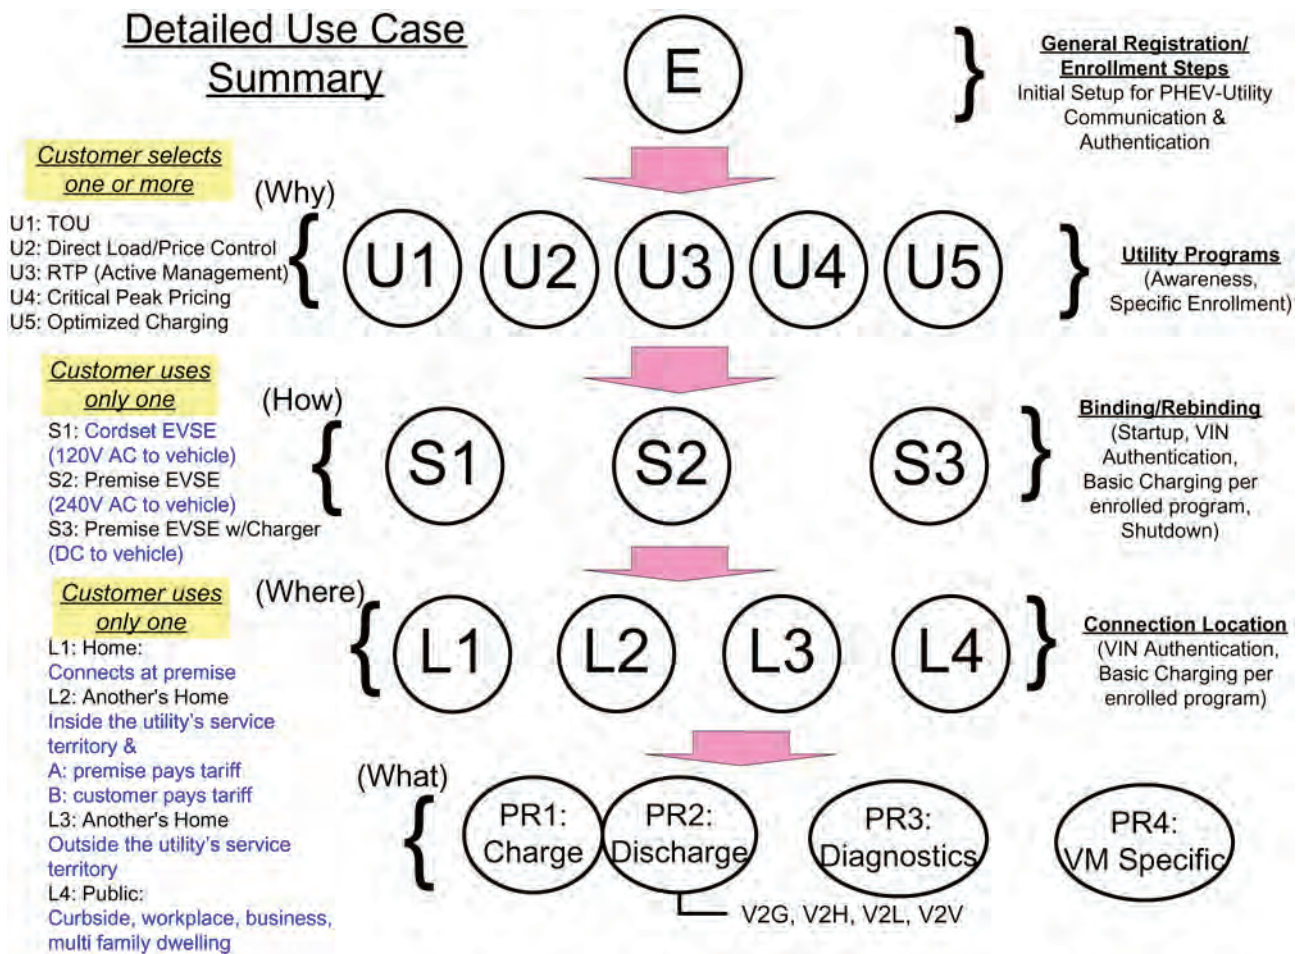 Detailed Use Case
Summary
E
General Registration/
Enrollment Steps
Initial Setup for PHEV-Utility
Communication &
Authentication
Customer selects
one or more
(Why)
U1: TOU
U2: Direct Load/Price Control
U3: RTP (Active Management)
U4: Critical Peak Pricing
U5: Optimized Charging
U1
U2
U3
U4
U5
Utility Programs
(Awareness,
Specific Enrollment)
Customer uses
only one
(How)
S1: Cordset EVSE
(120V AC to vehicle)
S2: Premise EVSE
(240V AC to vehicle)
S3: Premise EVSE w/Charger
(DC to vehicle)
S1
S2
S3
Binding/Rebinding
(Startup, VIN
Authentication,
Basic Charging per
enrolled program,
Shutdown)
Customer uses
only one
(Where)
L1: Home:
Connects at premise
L2: Another's Home
Inside the utility's service
territory &
A: premise pays tariff
B: customer pays tariff
L3: Another's Home
Outside the utility's service
territory
L4: Public:
Curbside, workplace, business,
multi family dwelling
L1
L2
L3
L4
Connection Location
(VIN Authentication,
Basic Charging per
enrolled program)
(What)
PR1:
Charge
PR2:
Discharge
PR3:
Diagnostics
PR4:
VM Specific
V2G, V2H, V2L, V2V